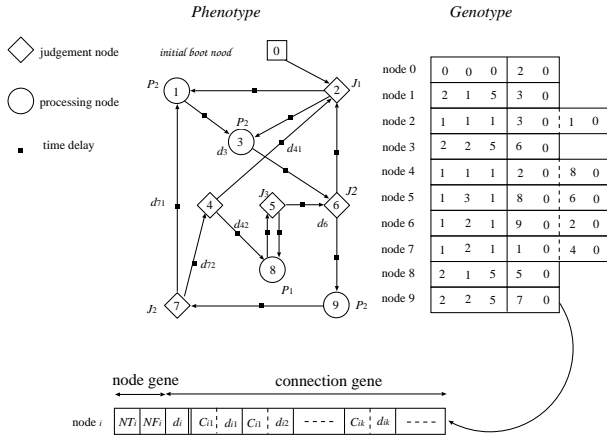 Phenotype Genotype
judgement node
processing node
time delay
initial boot nood
0
J1
2
P2
1
P2
3
d3
d41
d71
4
J3
5
J2
6
d42
d6
d72
8
P1
J2
7
9
P2
node 0 0 0 0 2 0
node 1 2 1 5 3 0
node 2 1 1 1 3 0 1 0
node 3 2 2 5 6 0
node 4 1 1 1 2 0 8 0
node 5 1 3 1 8 0 6 0
node 6 1 2 1 9 0 2 0
node 7 1 2 1 1 0 4 0
node 8 2 1 5 5 0
node 9 2 2 5 7 0
node gene connection gene
node i NTi NFi di Ci1 di1 Ci1 di2 ---- Cik dik ----